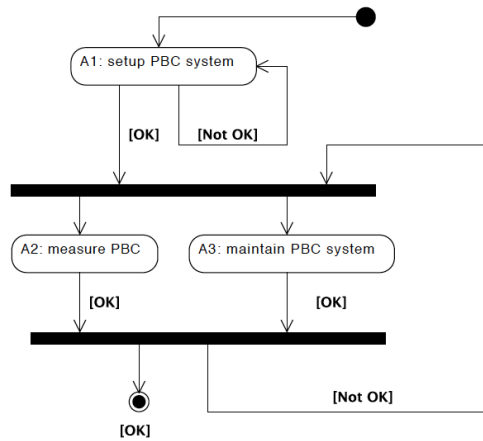 A1: setup PBC system
[OK]
[Not OK]
A2: measure PBC
A3: maintain PBC system
[OK]
[OK]
[Not OK]
[OK]